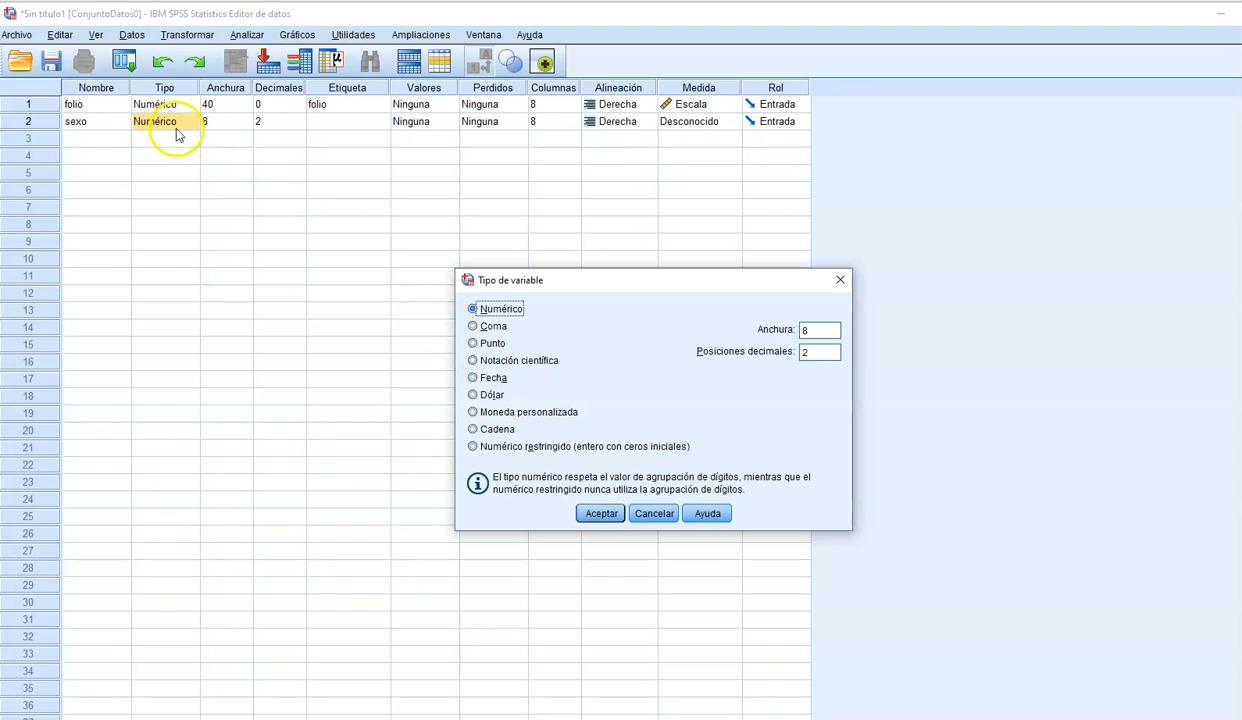 *Sin título1 [ConjuntoDatos0] - IBM SPSS Statistics Editor de datos
Archivo Editar Ver Datos Transformar Analizar Gráficos Utilidades Ampliaciones Ventana Ayuda
Nombre Tipo Anchura Decimales Etiqueta Valores Perdidos Columnas Alineación Medida Rol
1 folio Numérico 40 0 folio Ninguna Ninguna 8 Derecha Escala Entrada
2 sexo Numérico 8 2 Ninguna Ninguna 8 Derecha Desconocido Entrada
3
4
5
6
7
8
9
10
11
12
13
14
15
16
17
18
19
20
21
22
23
24
25
26
27
28
29
30
31
32
33
34
35
36
Tipo de variable
Numérico
Coma
Punto
Notación científica
Fecha
Dólar
Moneda personalizada
Cadena
Numérico restringido (entero con ceros iniciales)
Anchura: 8
Posiciones decimales: 2
El tipo numérico respeta el valor de agrupación de dígitos, mientras que el
numérico restringido nunca utiliza la agrupación de dígitos.
Aceptar Cancelar Ayuda